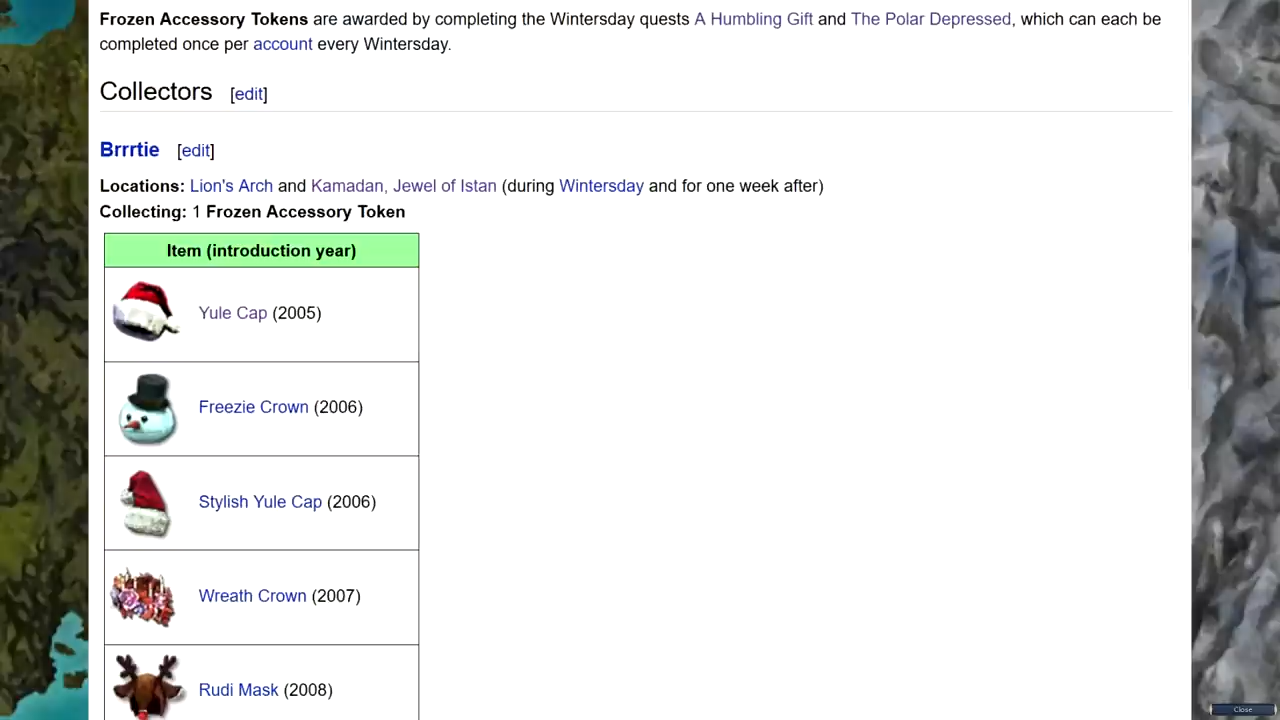 Frozen Accessory Tokens are awarded by completing the Wintersday quests A Humbling Gift and The Polar Depressed, which can each be
completed once per account every Wintersday.
Collectors [edit]
Brrrtie [edit]
Locations: Lion's Arch and Kamadan, Jewel of Istan (during Wintersday and for one week after)
Collecting: 1 Frozen Accessory Token
Item (introduction year)
Yule Cap (2005)
Freezie Crown (2006)
Stylish Yule Cap (2006)
Wreath Crown (2007)
Rudi Mask (2008)
Close